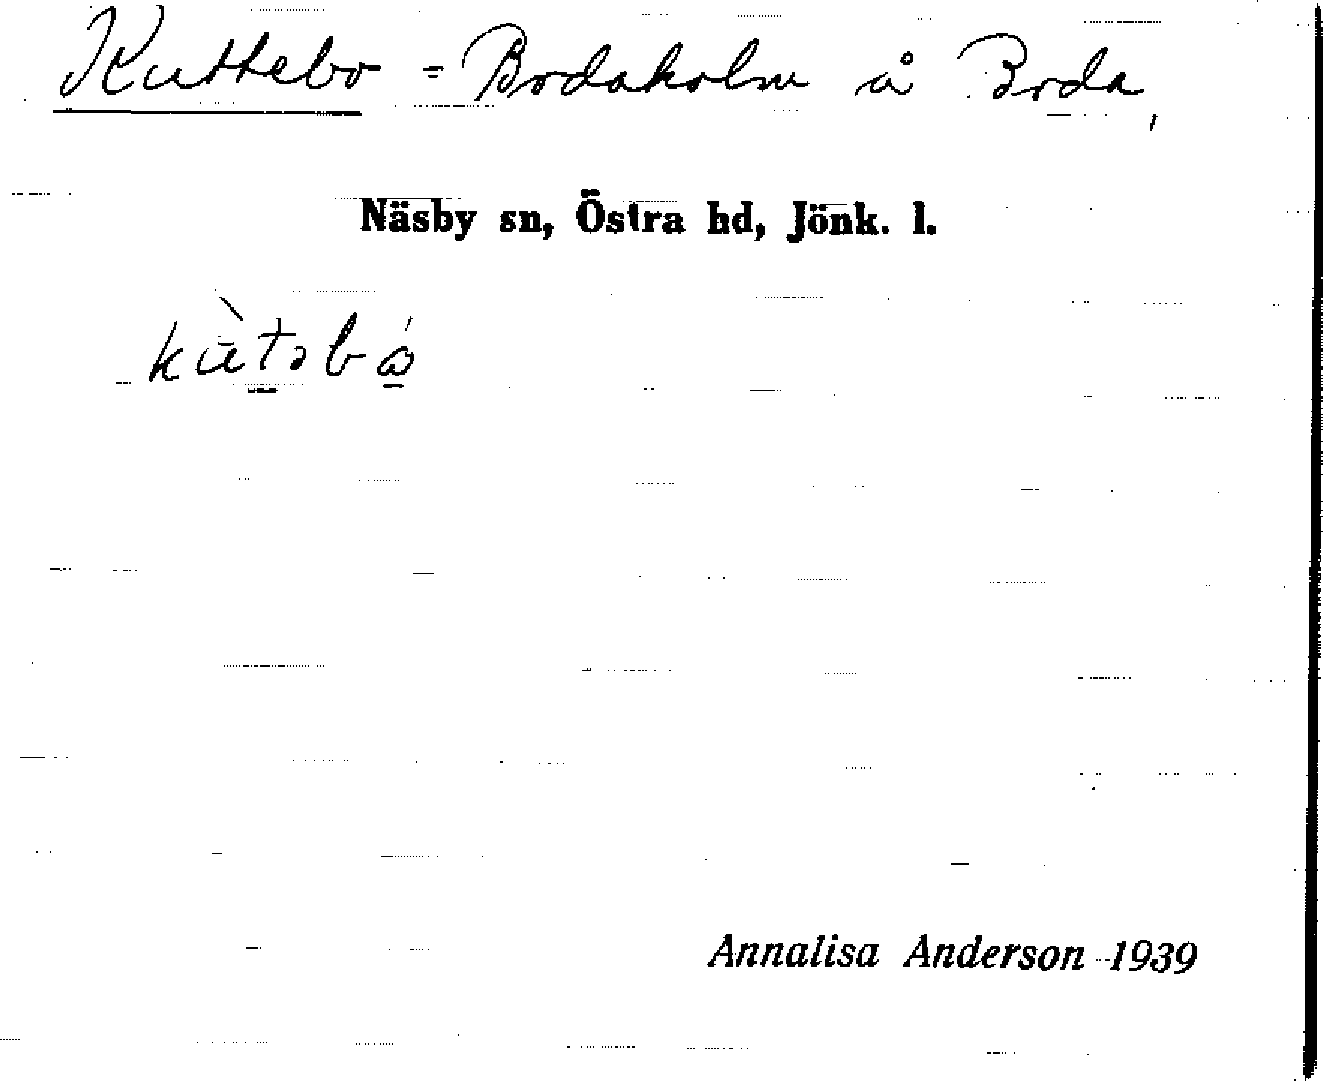 Kuttebo = Bodaholm å Boda,
Näsby sn, Östra hd, Jönk. l.
kùtəbó
Annalisa Anderson 1939